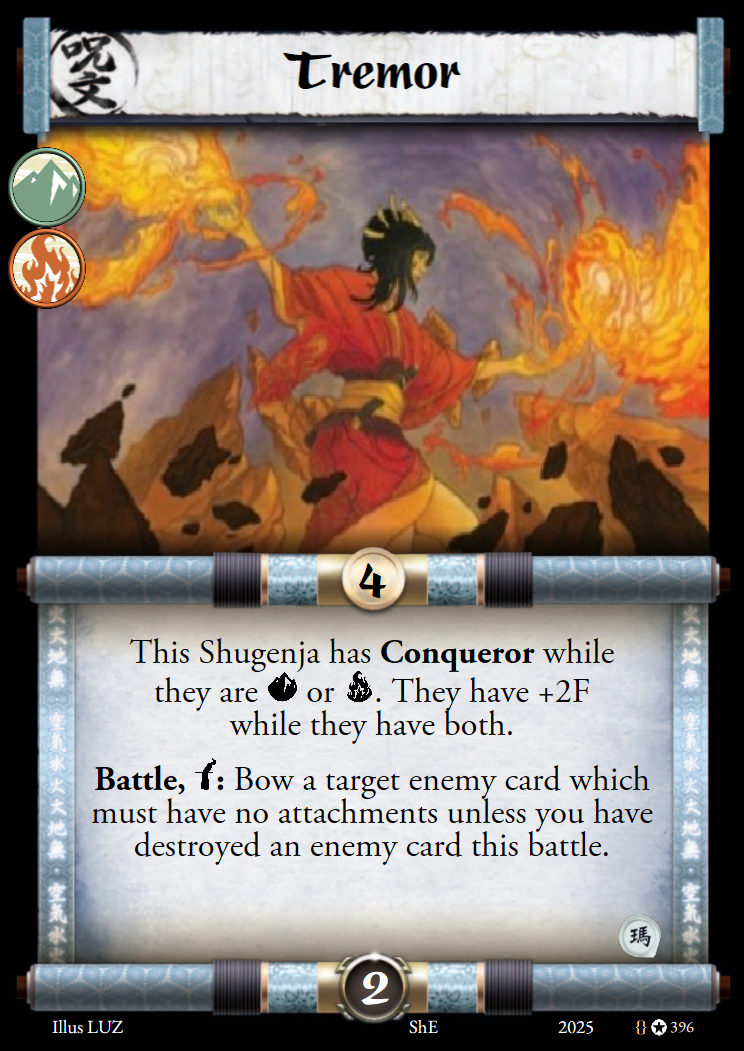 呪文
Tremor
4
This Shugenja has Conqueror while
they are or . They have +2F
while they have both.
Battle, : Bow a target enemy card which
must have no attachments unless you have
destroyed an enemy card this battle.
瑪
2
Illus LUZ ShE 2025 {} 396